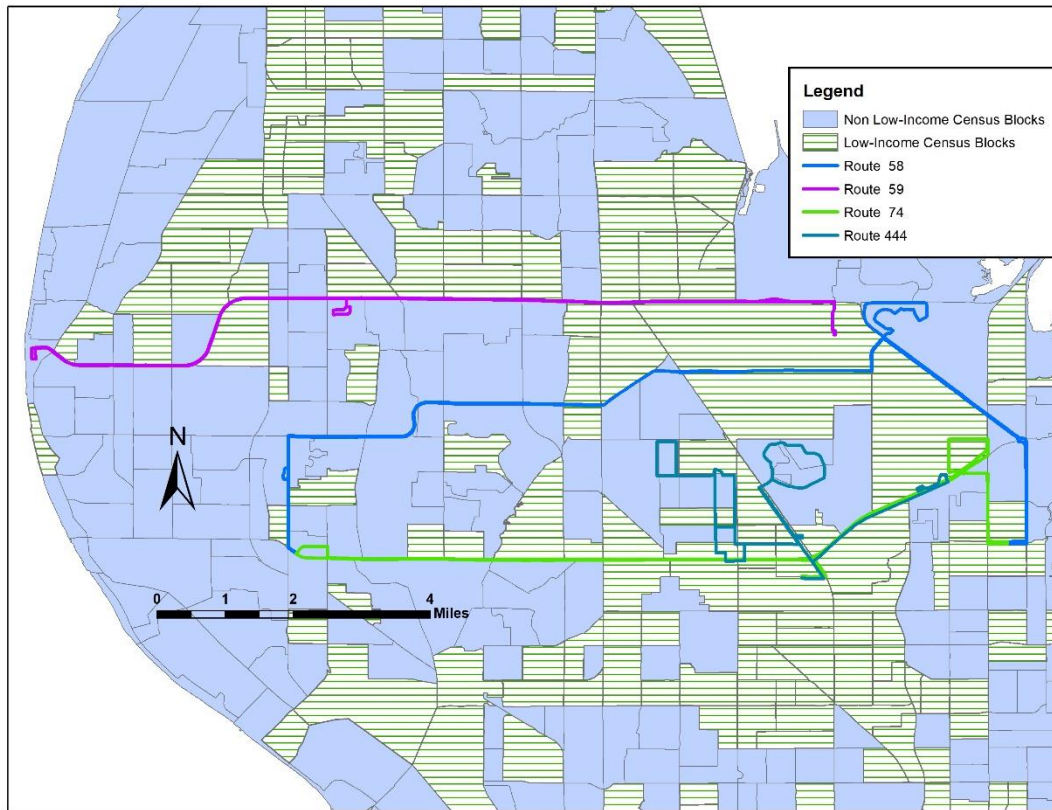 Legend
Non Low-Income Census Blocks
Low-Income Census Blocks
Route 58
Route 59
Route 74
Route 444
N
0 1 2 4
Miles